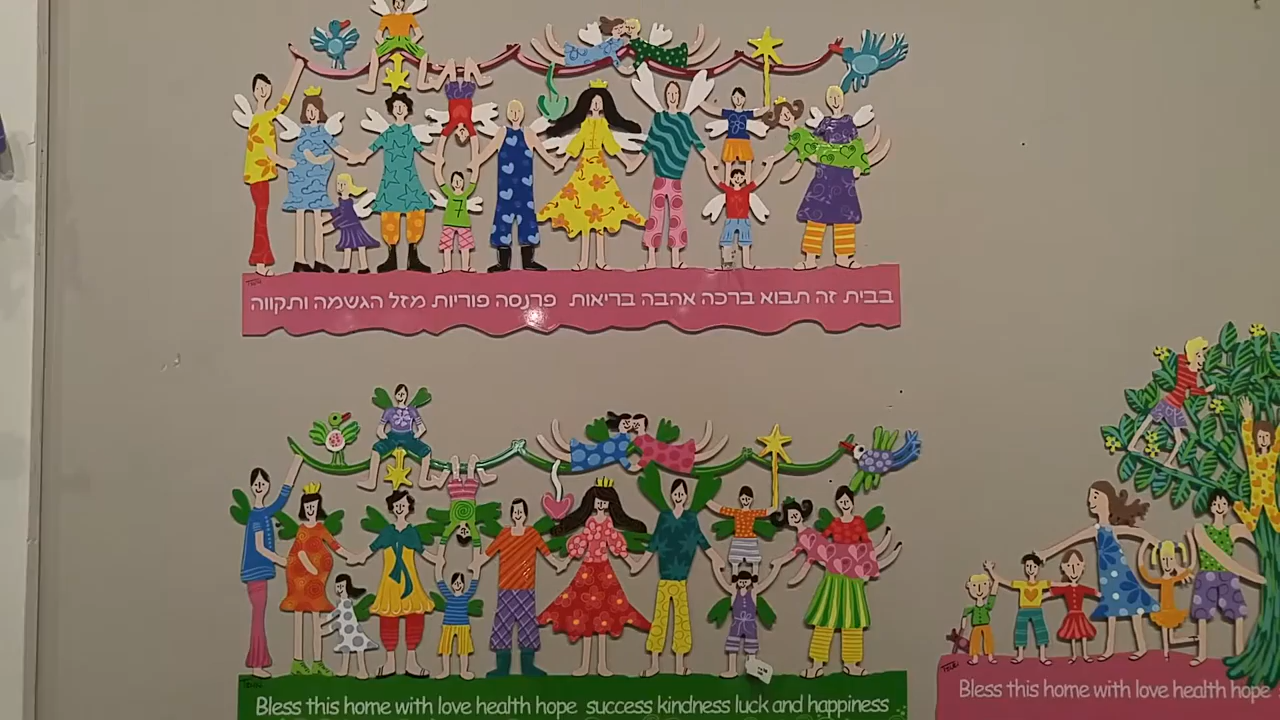 בבית זה תבוא ברכה אהבה בריאות פרנסה פוריות מזל הגשמה ותקווה
7
Bless this home with love health hope success kindness luck and happiness
Bless this home with love health hope